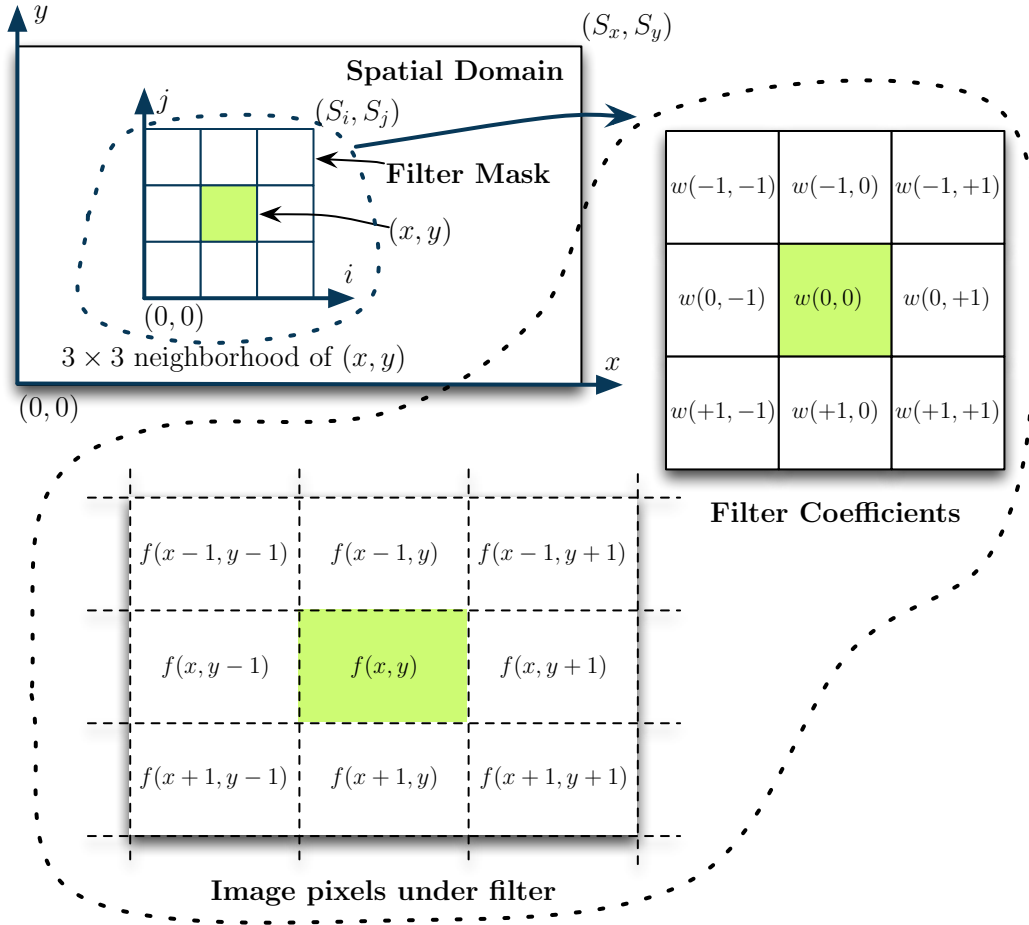 y
(S_x, S_y)
Spatial Domain
j
(S_i, S_j)
Filter Mask
(x, y)
i
(0, 0)
3 × 3 neighborhood of (x, y)
x
(0, 0)
w(−1, −1) w(−1, 0) w(−1, +1)
w(0, −1) w(0, 0) w(0, +1)
w(+1, −1) w(+1, 0) w(+1, +1)
Filter Coefficients
f(x − 1, y − 1) f(x − 1, y) f(x − 1, y + 1)
f(x, y − 1) f(x, y) f(x, y + 1)
f(x + 1, y − 1) f(x + 1, y) f(x + 1, y + 1)
Image pixels under filter